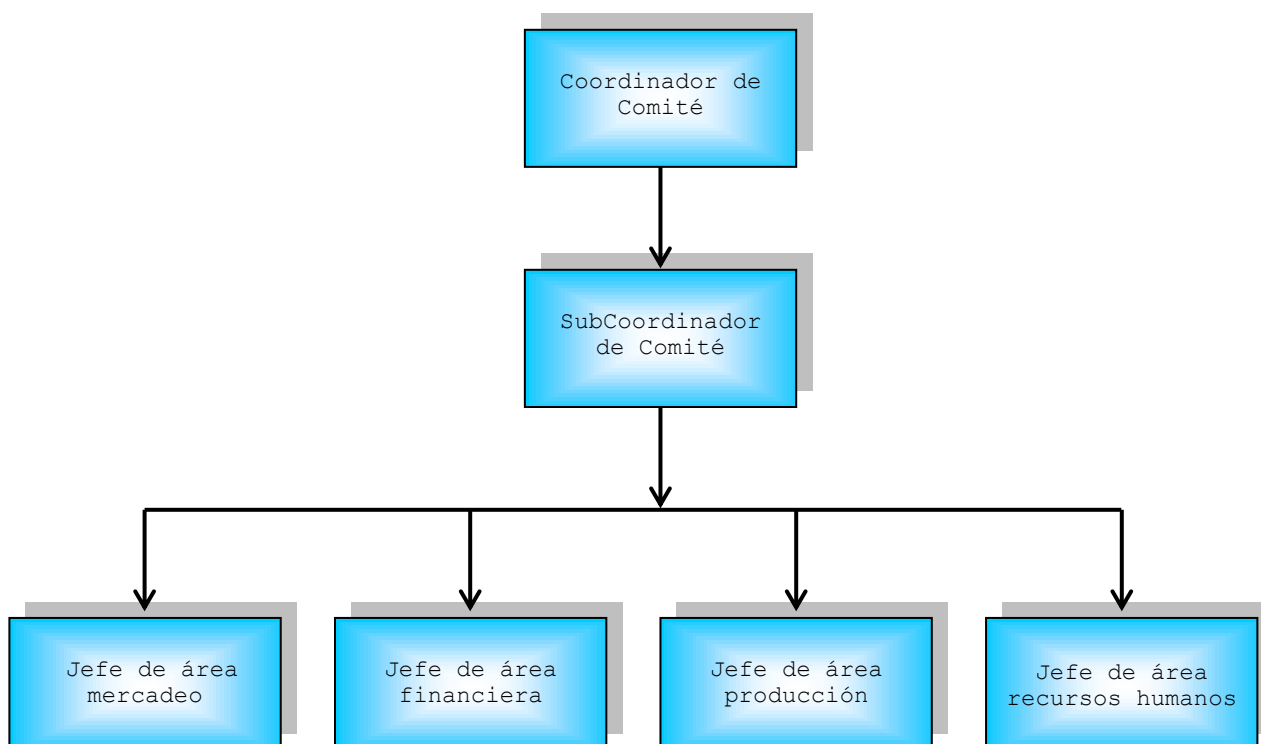 Coordinador de
Comité
SubCoordinador
de Comité
Jefe de área
mercadeo
Jefe de área
financiera
Jefe de área
producción
Jefe de área
recursos humanos